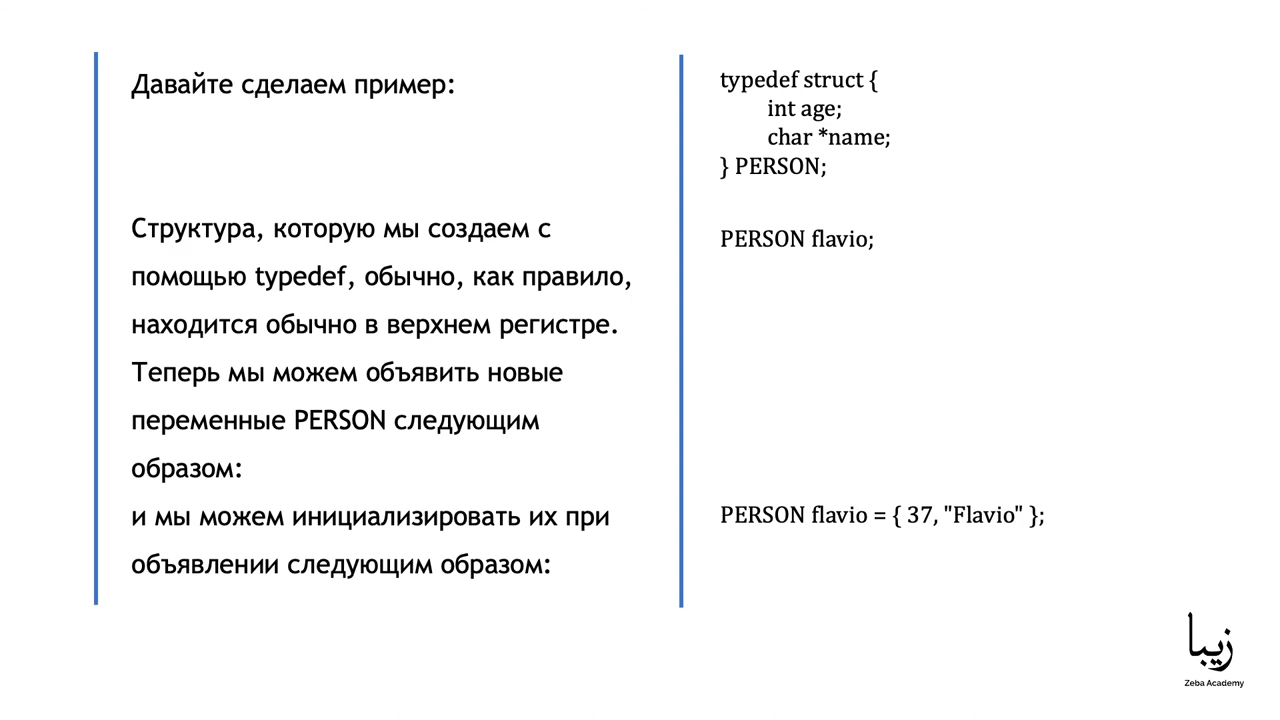 Давайте сделаем пример:
Структура, которую мы создаем с
помощью typedef, обычно, как правило,
находится обычно в верхнем регистре.
Теперь мы можем объявить новые
переменные PERSON следующим
образом:
и мы можем инициализировать их при
объявлении следующим образом:
typedef struct {
int age;
char *name;
} PERSON;
PERSON flavio;
PERSON flavio = { 37, "Flavio" };
زیبا
Zeba Academy